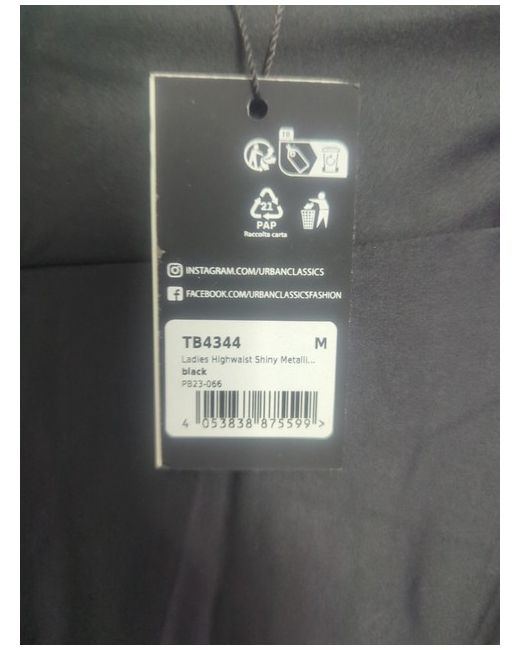 21
PAP
Raccolta carta
INSTAGRAM.COM/URBANCLASSICS
FACEBOOK.COM/URBANCLASSICSFASHION
TB4344 M
Ladies Highwaist Shiny Metalli...
black
PB23-066
4 053838 875599 >